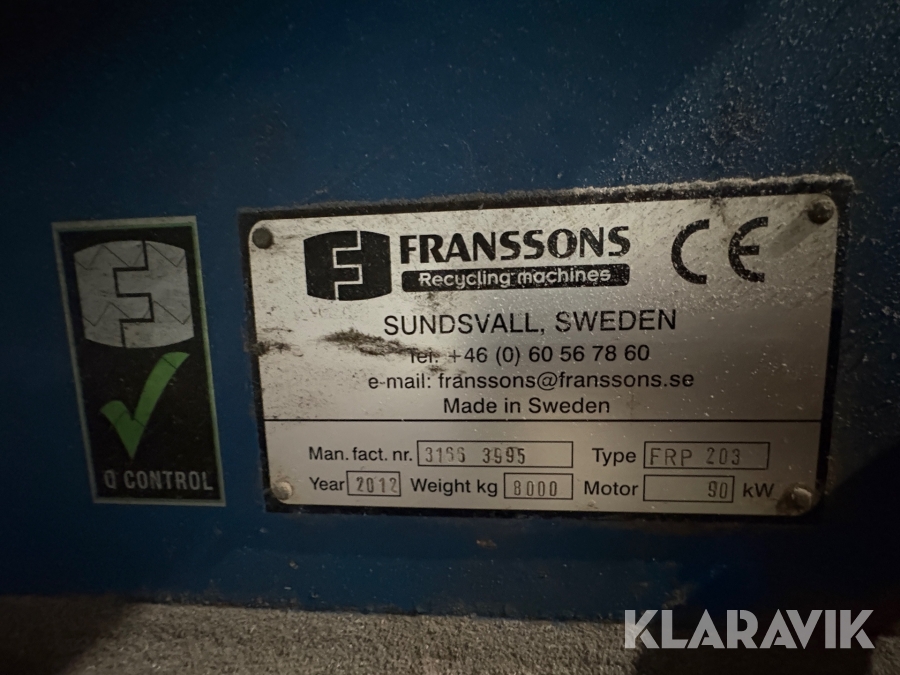 FRANSSONS
Recycling machines
CE
SUNDSVALL, SWEDEN
Tel: +46 (0) 60 56 78 60
e-mail: franssons@franssons.se
Made in Sweden
Man. fact. nr. 3166 3995 Type FRP 203
Year 2012 Weight kg 8000 Motor 90 kW
Q CONTROL
KLARAVIK